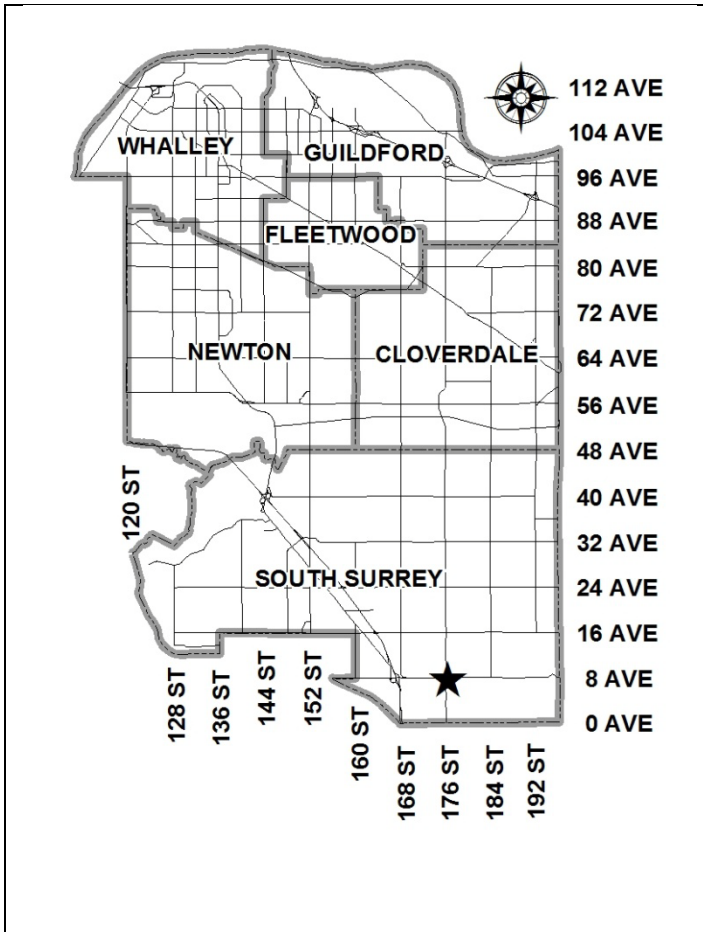 112 AVE
104 AVE
WHALLEY
GUILDFORD
96 AVE
88 AVE
FLEETWOOD
80 AVE
72 AVE
NEWTON
CLOVERDALE
64 AVE
56 AVE
48 AVE
120 ST
40 AVE
32 AVE
SOUTH SURREY
24 AVE
16 AVE
128 ST
136 ST
144 ST
152 ST
8 AVE
160 ST
0 AVE
168 ST
176 ST
184 ST
192 ST